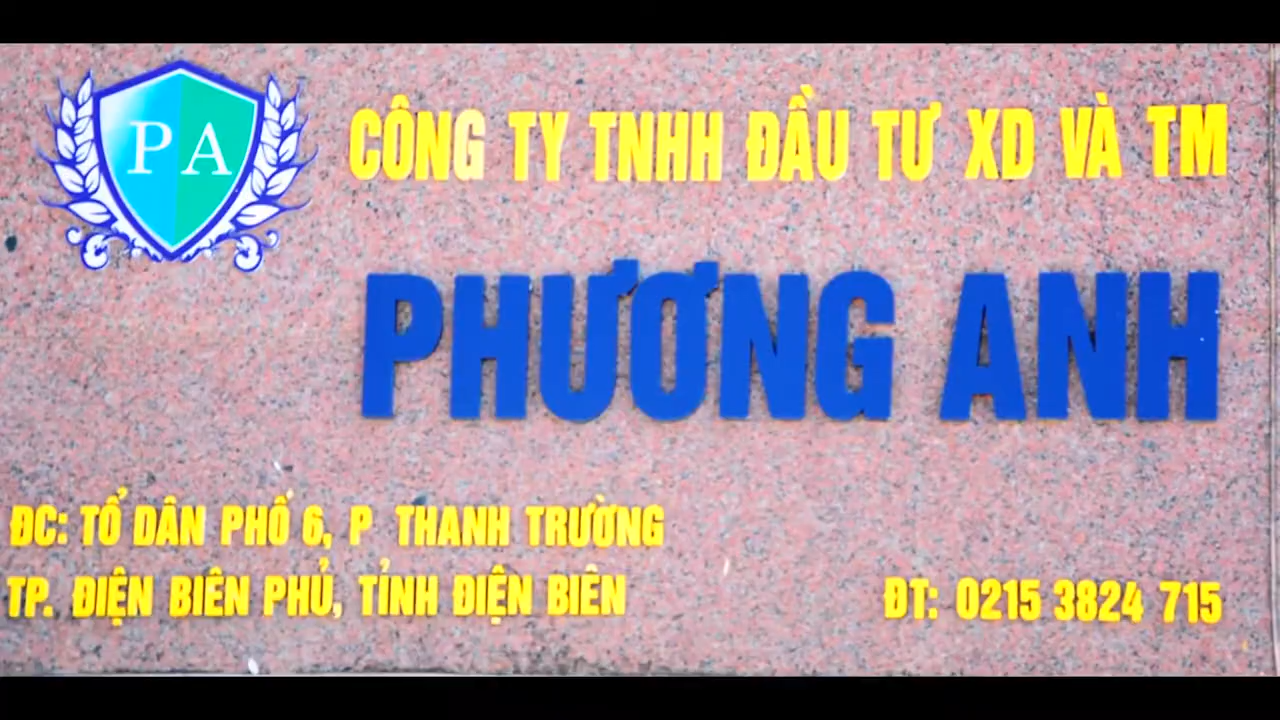 PA
CÔNG TY TNHH ĐẦU TƯ XD VÀ TM
PHƯƠNG ANH
ĐC: TỔ DÂN PHỐ 6, P THANH TRƯỜNG
TP. ĐIỆN BIÊN PHỦ, TỈNH ĐIỆN BIÊN
ĐT: 0215 3824 715